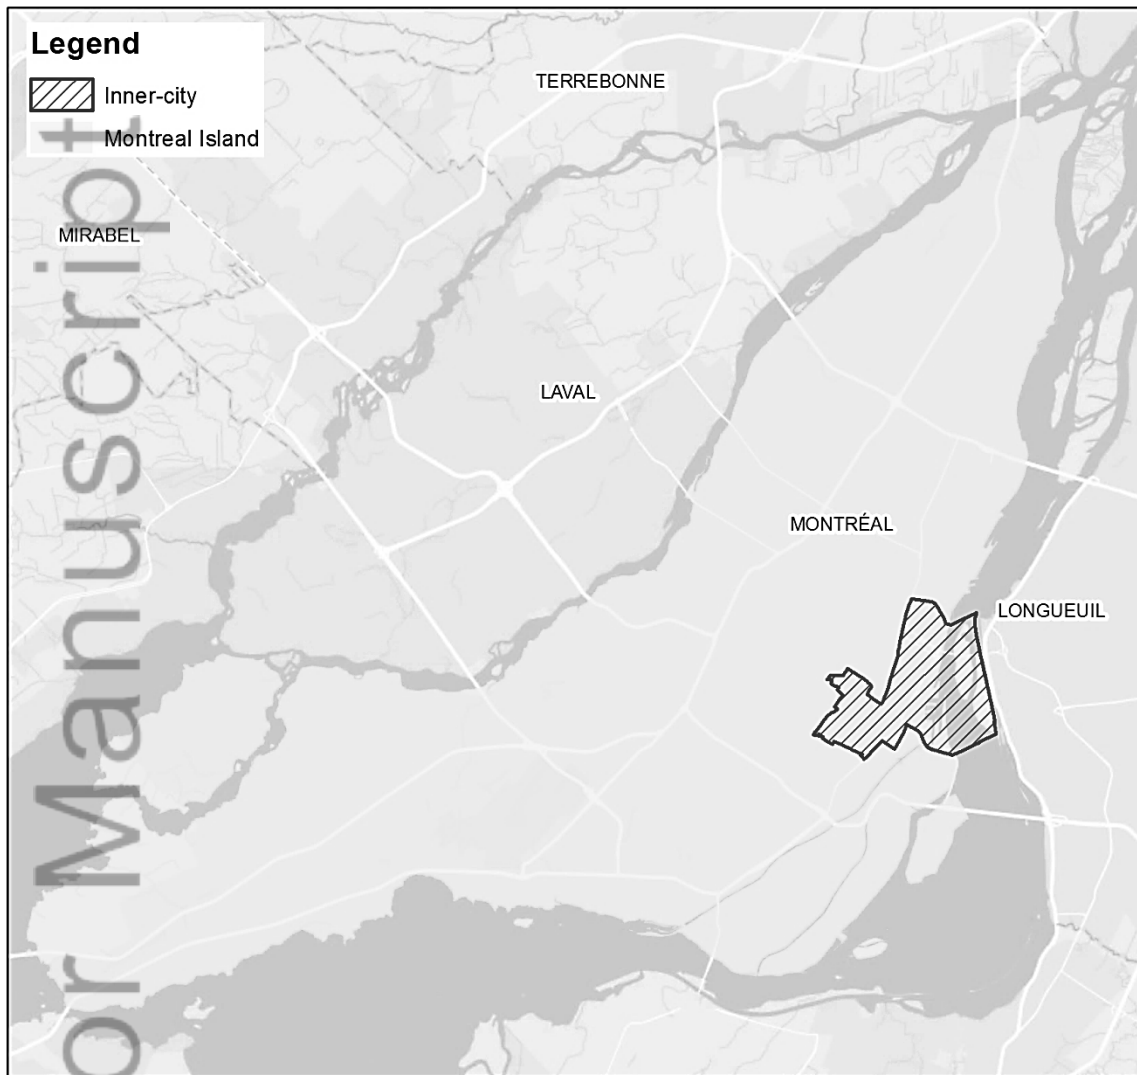 Legend
Inner-city
Montreal Island
TERREBONNE
MIRABEL
LAVAL
MONTRÉAL
LONGUEUIL
or Manuscript